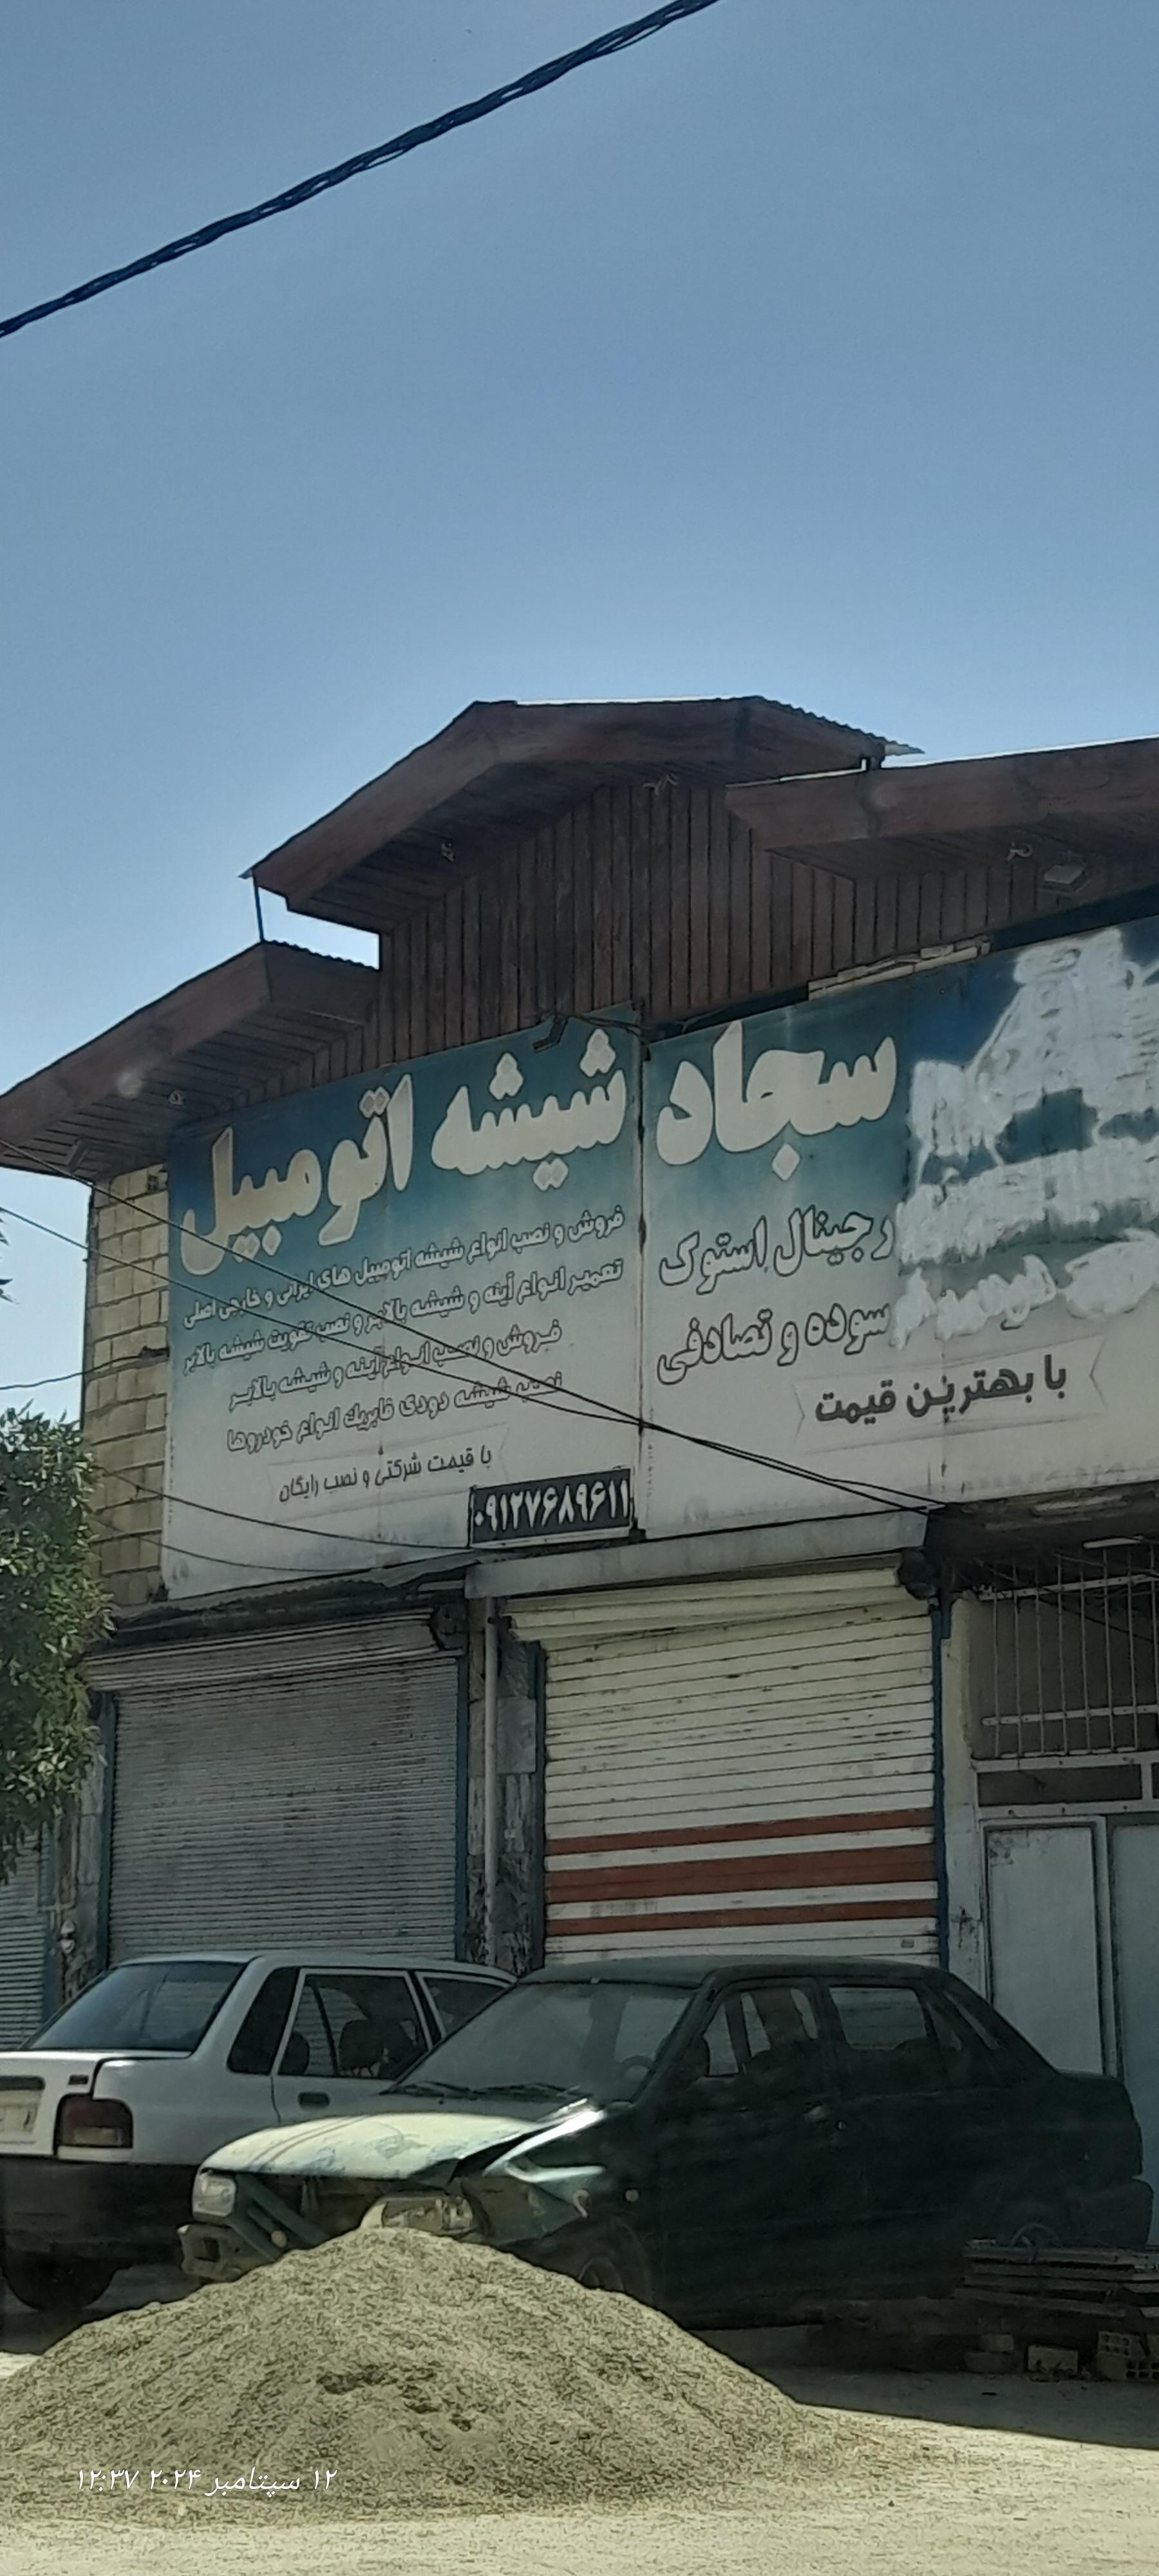 سجاد
رجینال استوک
سوده و تصادفی
با بهترین قیمت
شیشه اتومبیل
فروش و نصب انواع شیشه اتومبیل های ایرانی و خارجی اصلی
تعمیر انواع آینه و شیشه بالابر و نصب تقویت شیشه بالابر
فروش و نصب انواع آینه و شیشه بالابر
نصب شیشه دودی فابریک انواع خودروها
با قیمت شرکتی و نصب رایگان
۰۹۱۲۷۶۸۹۶۱۱
۱۲ سپتامبر ۲۰۲۴ ۱۲:۳۷